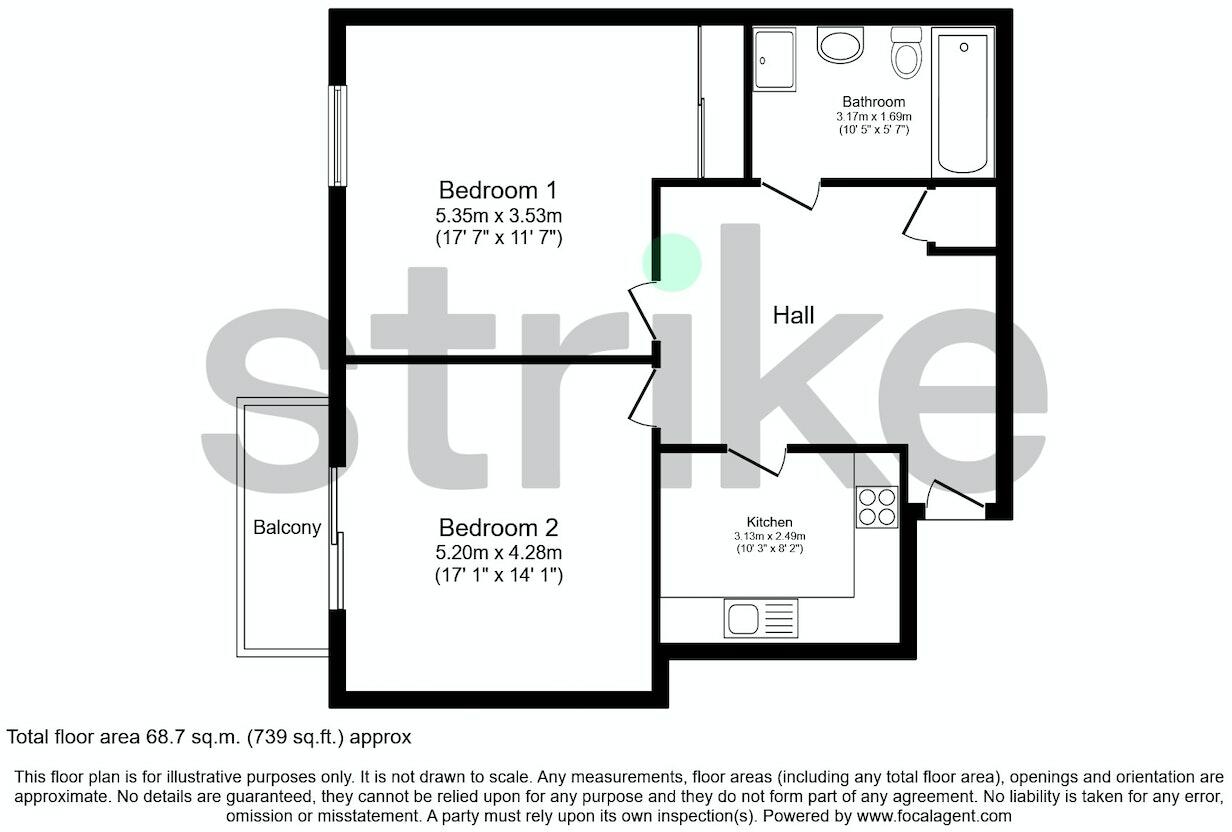 Bathroom
3.17m x 1.69m
(10' 5" x 5' 7")
Bedroom 1
5.35m x 3.53m
(17' 7" x 11' 7")
strike
Hall
Balcony
Bedroom 2
5.20m x 4.28m
(17' 1" x 14' 1")
Kitchen
3.13m x 2.49m
(10' 3" x 8' 2")
Total floor area 68.7 sq.m. (739 sq.ft.) approx
This floor plan is for illustrative purposes only. It is not drawn to scale. Any measurements, floor areas (including any total floor area), openings and orientation are
approximate. No details are guaranteed, they cannot be relied upon for any purpose and they do not form part of any agreement. No liability is taken for any error,
omission or misstatement. A party must rely upon its own inspection(s). Powered by www.focalagent.com